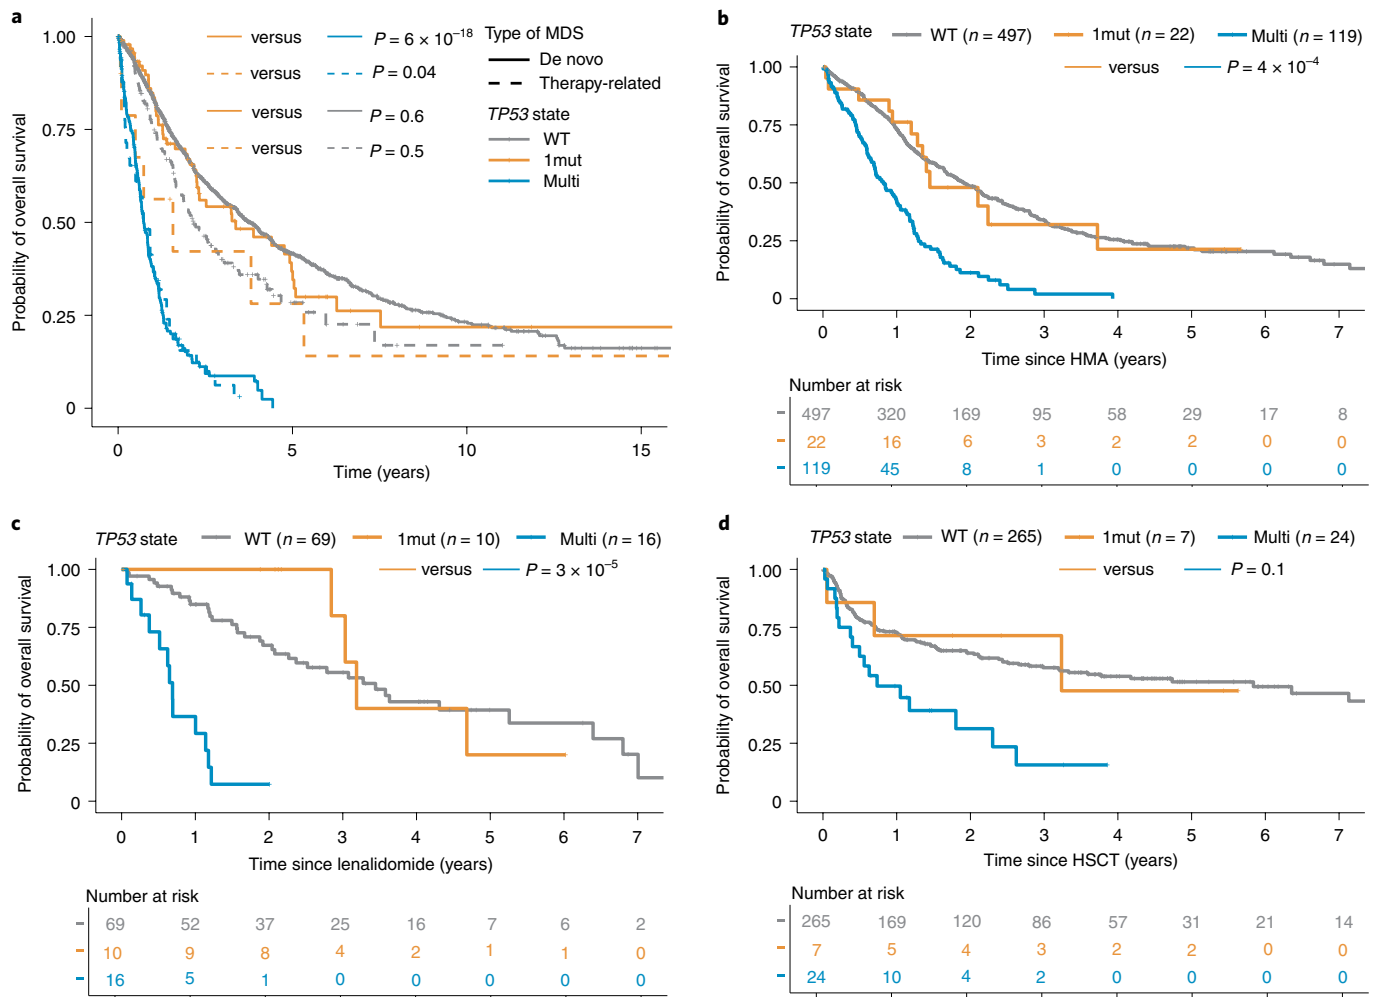 a
Probability of overall survival
1.00
0.75
0.50
0.25
0
0 5 10 15
Time (years)
versus P = 6 × 10⁻¹⁸
versus P = 0.04
versus P = 0.6
versus P = 0.5
Type of MDS
De novo
Therapy-related
TP53 state
WT
1mut
Multi
b
TP53 state WT (n = 497) 1mut (n = 22) Multi (n = 119)
versus P = 4 × 10⁻⁴
Probability of overall survival
1.00
0.75
0.50
0.25
0
0 1 2 3 4 5 6 7
Time since HMA (years)
Number at risk
497 320 169 95 58 29 17 8
22 16 6 3 2 2 0 0
119 45 8 1 0 0 0 0
c
TP53 state WT (n = 69) 1mut (n = 10) Multi (n = 16)
versus P = 3 × 10⁻⁵
Probability of overall survival
1.00
0.75
0.50
0.25
0
0 1 2 3 4 5 6 7
Time since lenalidomide (years)
Number at risk
69 52 37 25 16 7 6 2
10 9 8 4 2 1 1 0
16 5 1 0 0 0 0 0
d
TP53 state WT (n = 265) 1mut (n = 7) Multi (n = 24)
versus P = 0.1
Probability of overall survival
1.00
0.75
0.50
0.25
0
0 1 2 3 4 5 6 7
Time since HSCT (years)
Number at risk
265 169 120 86 57 31 21 14
7 5 4 3 2 2 0 0
24 10 4 2 0 0 0 0